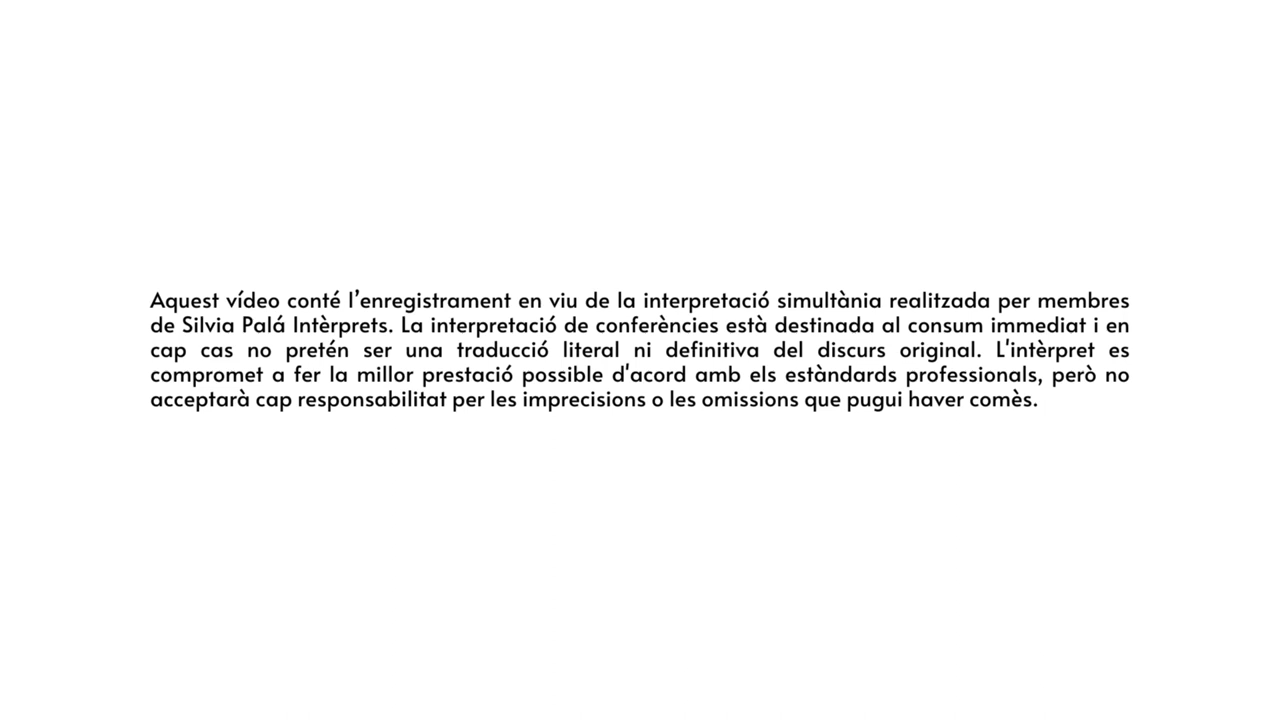 Aquest vídeo conté l’enregistrament en viu de la interpretació simultània realitzada per membres
de Silvia Palá Intèrprets. La interpretació de conferències està destinada al consum immediat i en
cap cas no pretén ser una traducció literal ni definitiva del discurs original. L'intèrpret es
compromet a fer la millor prestació possible d'acord amb els estàndards professionals, però no
acceptarà cap responsabilitat per les imprecisions o les omissions que pugui haver comès.